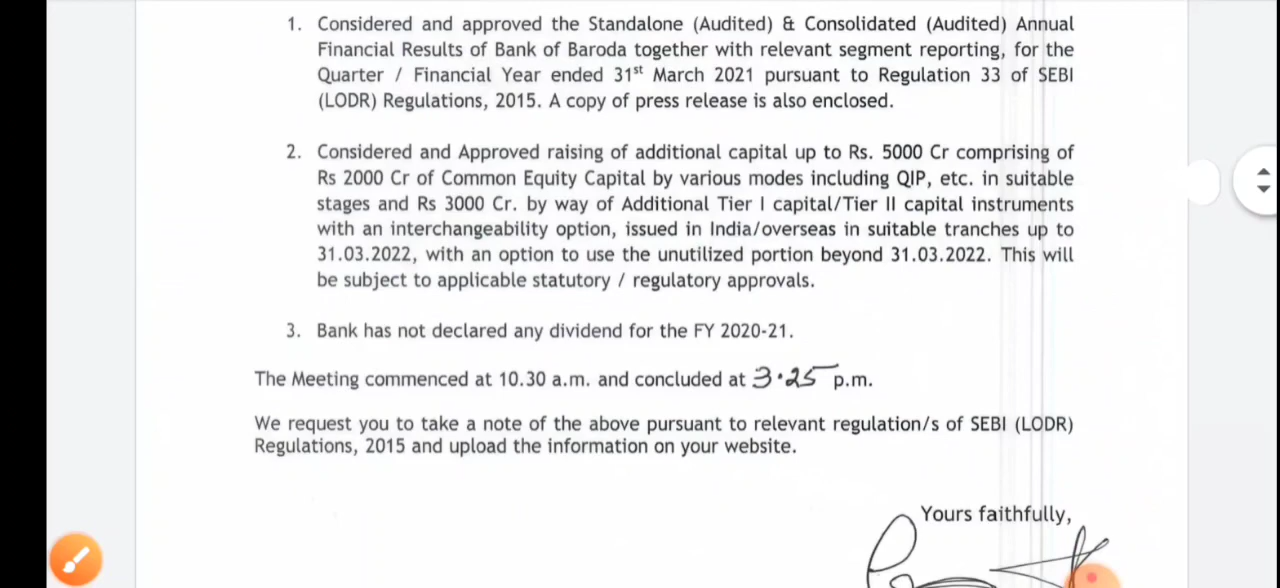 1. Considered and approved the Standalone (Audited) & Consolidated (Audited) Annual
Financial Results of Bank of Baroda together with relevant segment reporting, for the
Quarter / Financial Year ended 31st March 2021 pursuant to Regulation 33 of SEBI
(LODR) Regulations, 2015. A copy of press release is also enclosed.
2. Considered and Approved raising of additional capital up to Rs. 5000 Cr comprising of
Rs 2000 Cr of Common Equity Capital by various modes including QIP, etc. in suitable
stages and Rs 3000 Cr. by way of Additional Tier I capital/Tier II capital instruments
with an interchangeability option, issued in India/overseas in suitable tranches up to
31.03.2022, with an option to use the unutilized portion beyond 31.03.2022. This will
be subject to applicable statutory / regulatory approvals.
3. Bank has not declared any dividend for the FY 2020-21.
The Meeting commenced at 10.30 a.m. and concluded at 3.25 p.m.
We request you to take a note of the above pursuant to relevant regulation/s of SEBI (LODR)
Regulations, 2015 and upload the information on your website.
Yours faithfully,